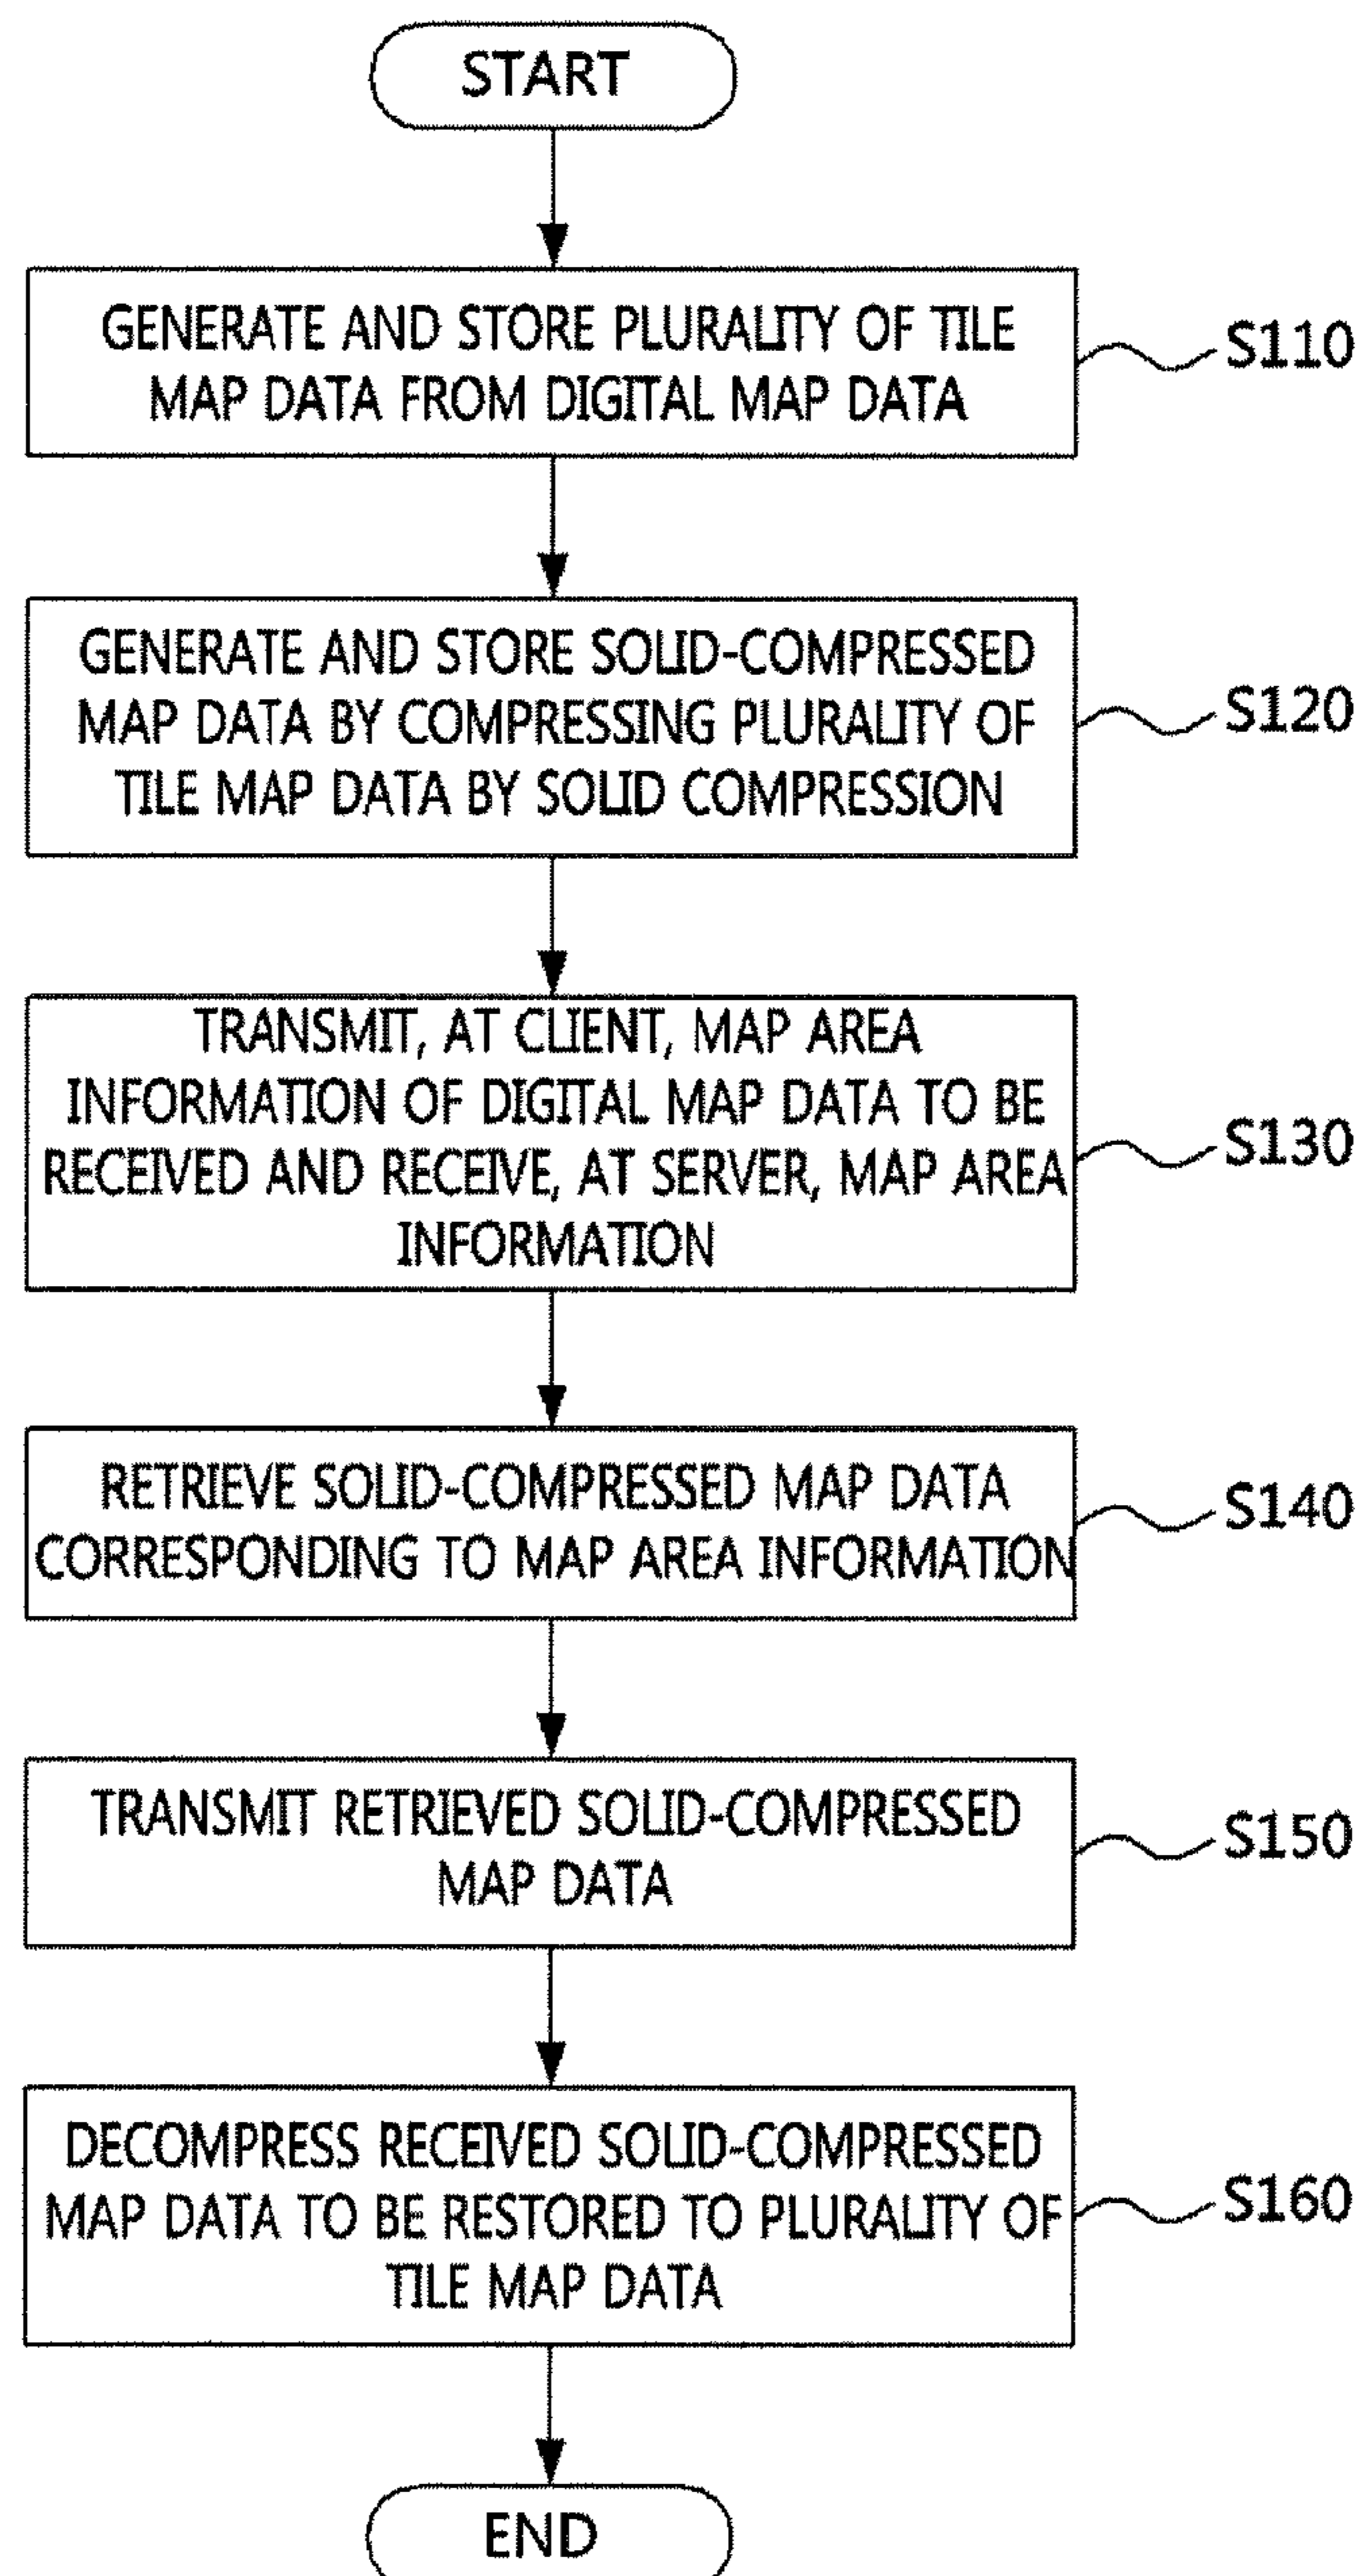 START
GENERATE AND STORE PLURALITY OF TILE
MAP DATA FROM DIGITAL MAP DATA
S110
GENERATE AND STORE SOLID-COMPRESSED
MAP DATA BY COMPRESSING PLURALITY OF
TILE MAP DATA BY SOLID COMPRESSION
S120
TRANSMIT, AT CLIENT, MAP AREA
INFORMATION OF DIGITAL MAP DATA TO BE
RECEIVED AND RECEIVE, AT SERVER, MAP AREA
INFORMATION
S130
RETRIEVE SOLID-COMPRESSED MAP DATA
CORRESPONDING TO MAP AREA INFORMATION
S140
TRANSMIT RETRIEVED SOLID-COMPRESSED
MAP DATA
S150
DECOMPRESS RECEIVED SOLID-COMPRESSED
MAP DATA TO BE RESTORED TO PLURALITY OF
TILE MAP DATA
S160
END